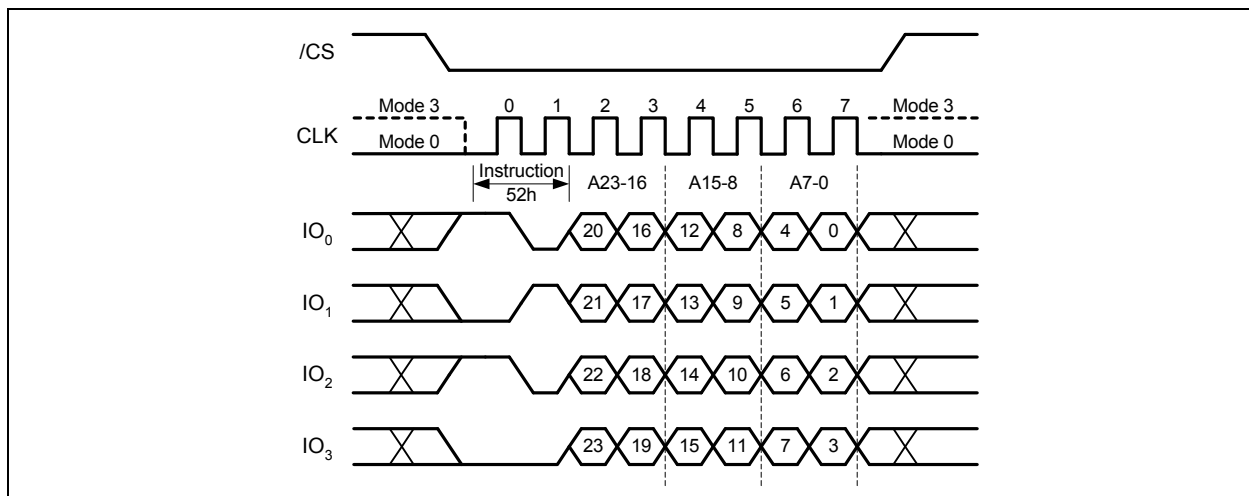 /CS
Mode 3 0 1 2 3 4 5 6 7 Mode 3
CLK
Mode 0 Mode 0
Instruction A23-16 A15-8 A7-0
52h
IO0 20 16 12 8 4 0
IO1 21 17 13 9 5 1
IO2 22 18 14 10 6 2
IO3 23 19 15 11 7 3